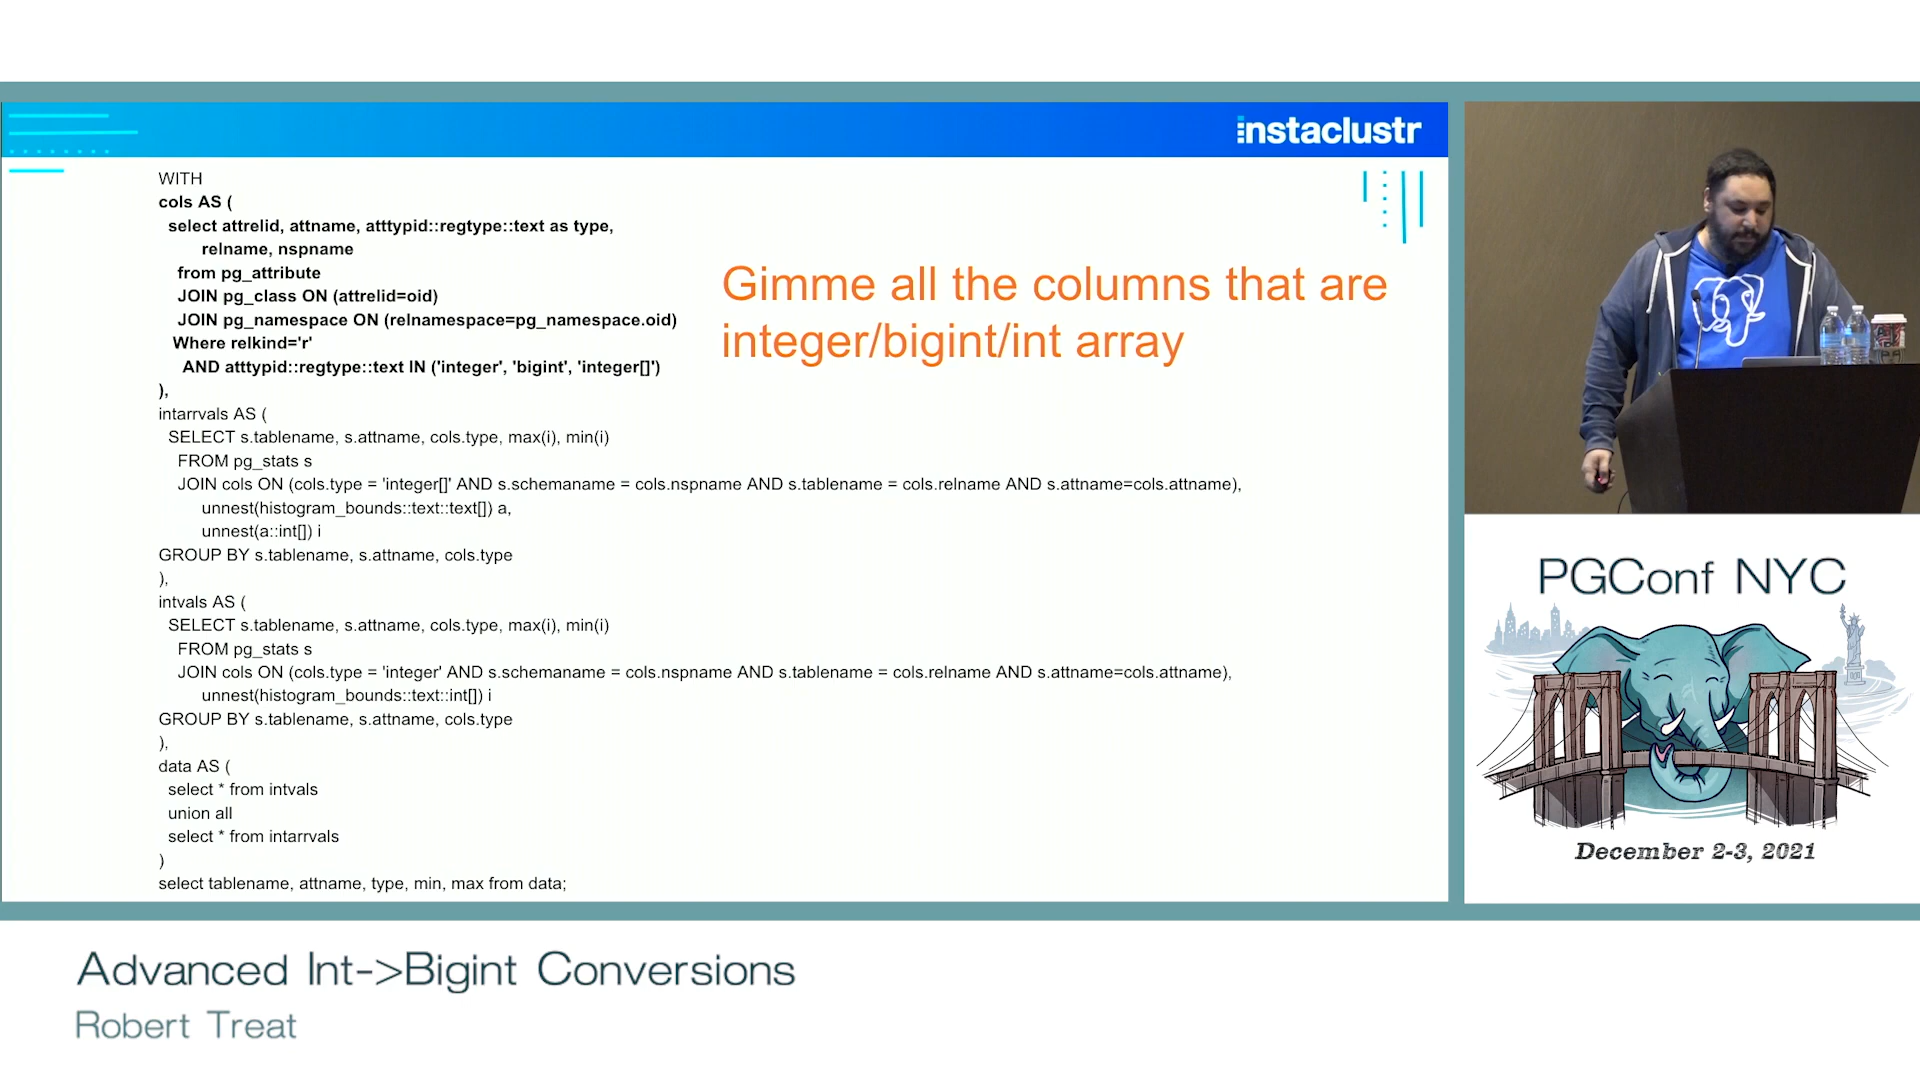 instaclustr
WITH
cols AS (
select attrelid, attname, atttypid::regtype::text as type,
relname, nspname
from pg_attribute
JOIN pg_class ON (attrelid=oid)
JOIN pg_namespace ON (relnamespace=pg_namespace.oid)
Where relkind='r'
AND atttypid::regtype::text IN ('integer', 'bigint', 'integer[]')
),
intarrvals AS (
SELECT s.tablename, s.attname, cols.type, max(i), min(i)
FROM pg_stats s
JOIN cols ON (cols.type = 'integer[]' AND s.schemaname = cols.nspname AND s.tablename = cols.relname AND s.attname=cols.attname),
unnest(histogram_bounds::text::text[]) a,
unnest(a::int[]) i
GROUP BY s.tablename, s.attname, cols.type
),
intvals AS (
SELECT s.tablename, s.attname, cols.type, max(i), min(i)
FROM pg_stats s
JOIN cols ON (cols.type = 'integer' AND s.schemaname = cols.nspname AND s.tablename = cols.relname AND s.attname=cols.attname),
unnest(histogram_bounds::text::int[]) i
GROUP BY s.tablename, s.attname, cols.type
),
data AS (
select * from intvals
union all
select * from intarrvals
)
select tablename, attname, type, min, max from data;
Gimme all the columns that are
integer/bigint/int array
PGConf NYC
December 2-3, 2021
Advanced Int->Bigint Conversions
Robert Treat